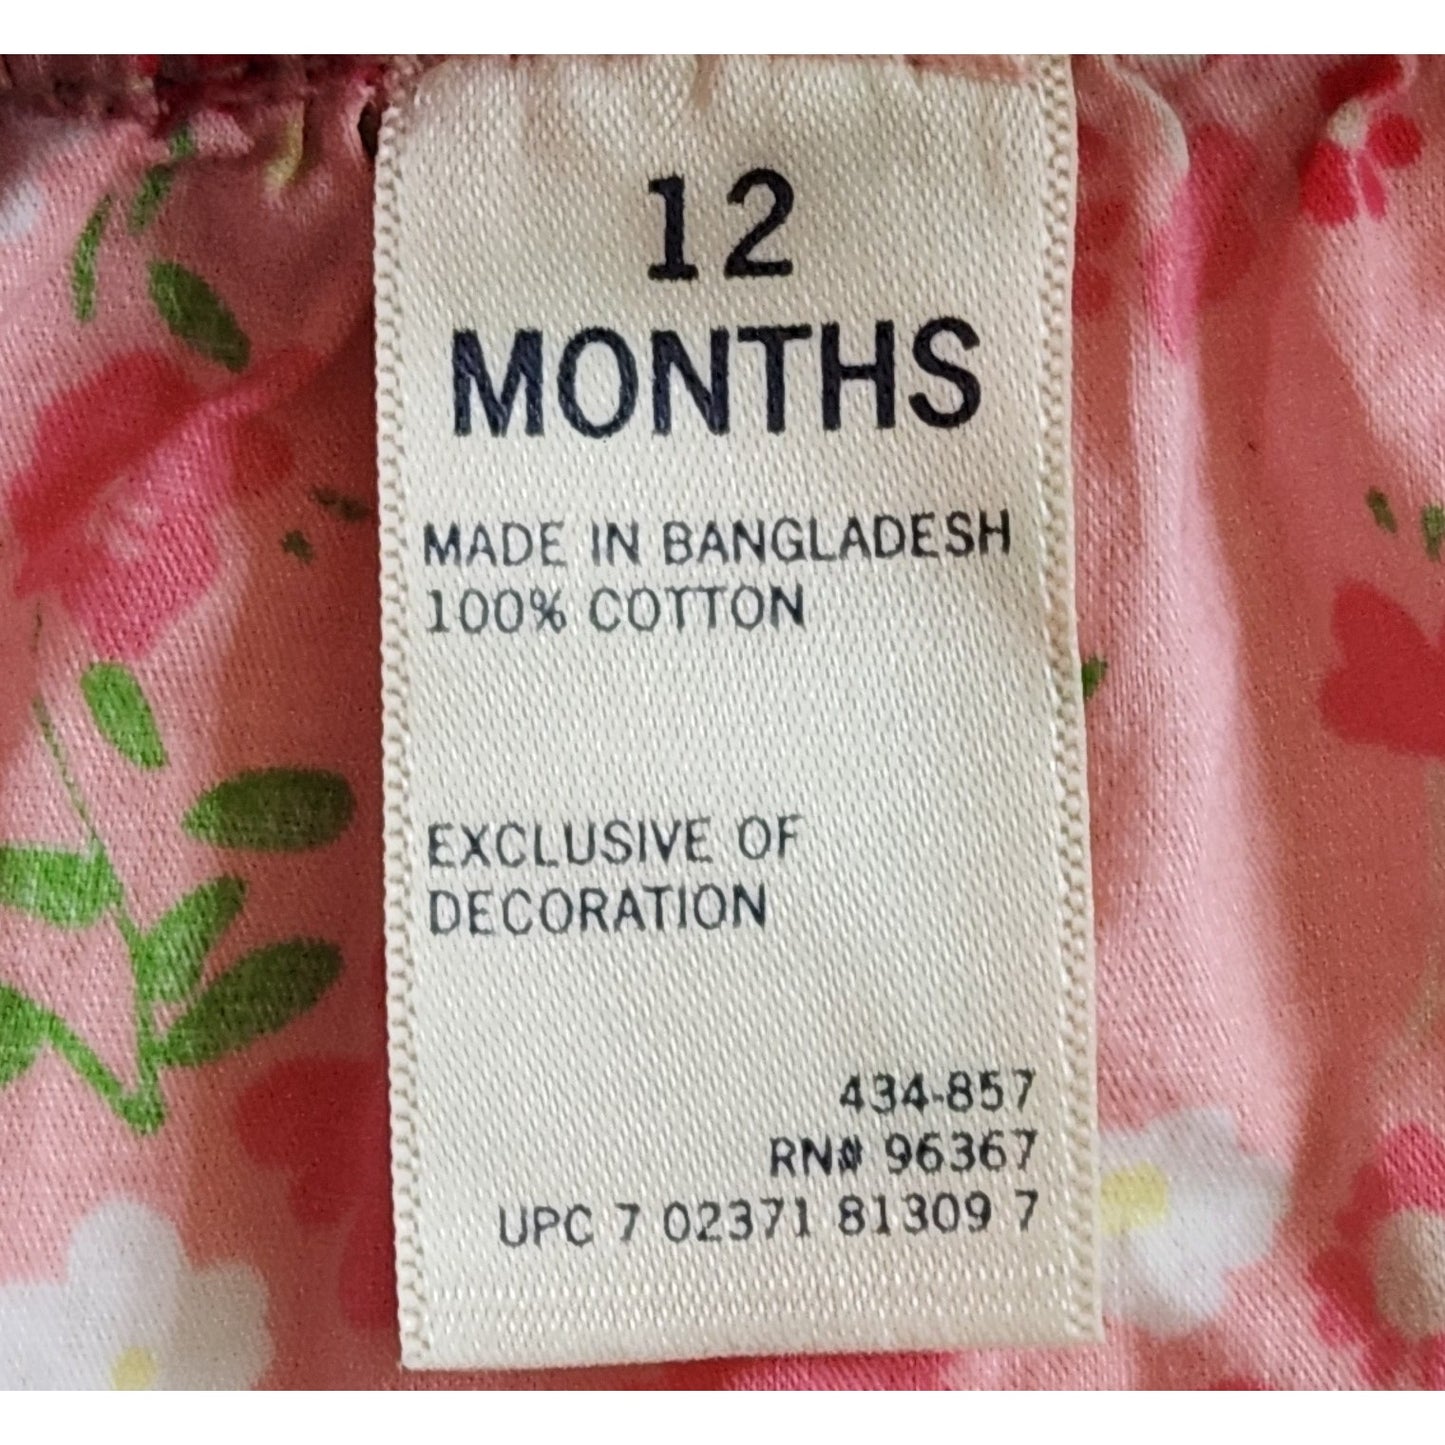 12
MONTHS
MADE IN BANGLADESH
100% COTTON
EXCLUSIVE OF
DECORATION
434-857
RN# 96367
UPC 7 02371 81309 7